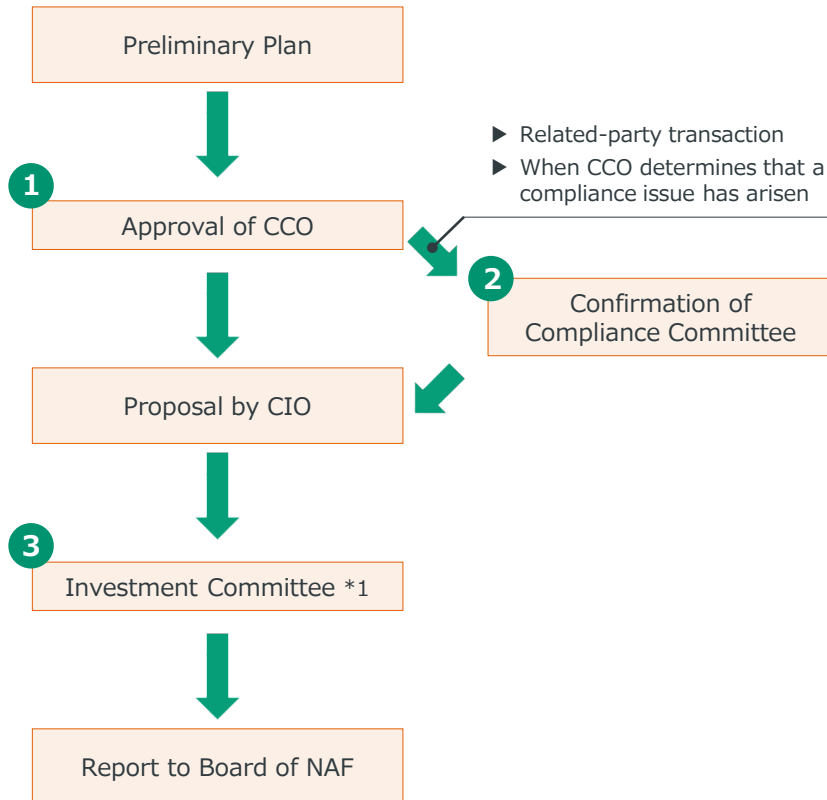 Preliminary Plan
▶ Related-party transaction
▶ When CCO determines that a
compliance issue has arisen
1
Approval of CCO
2
Confirmation of
Compliance Committee
Proposal by CIO
3
Investment Committee *1
Report to Board of NAF